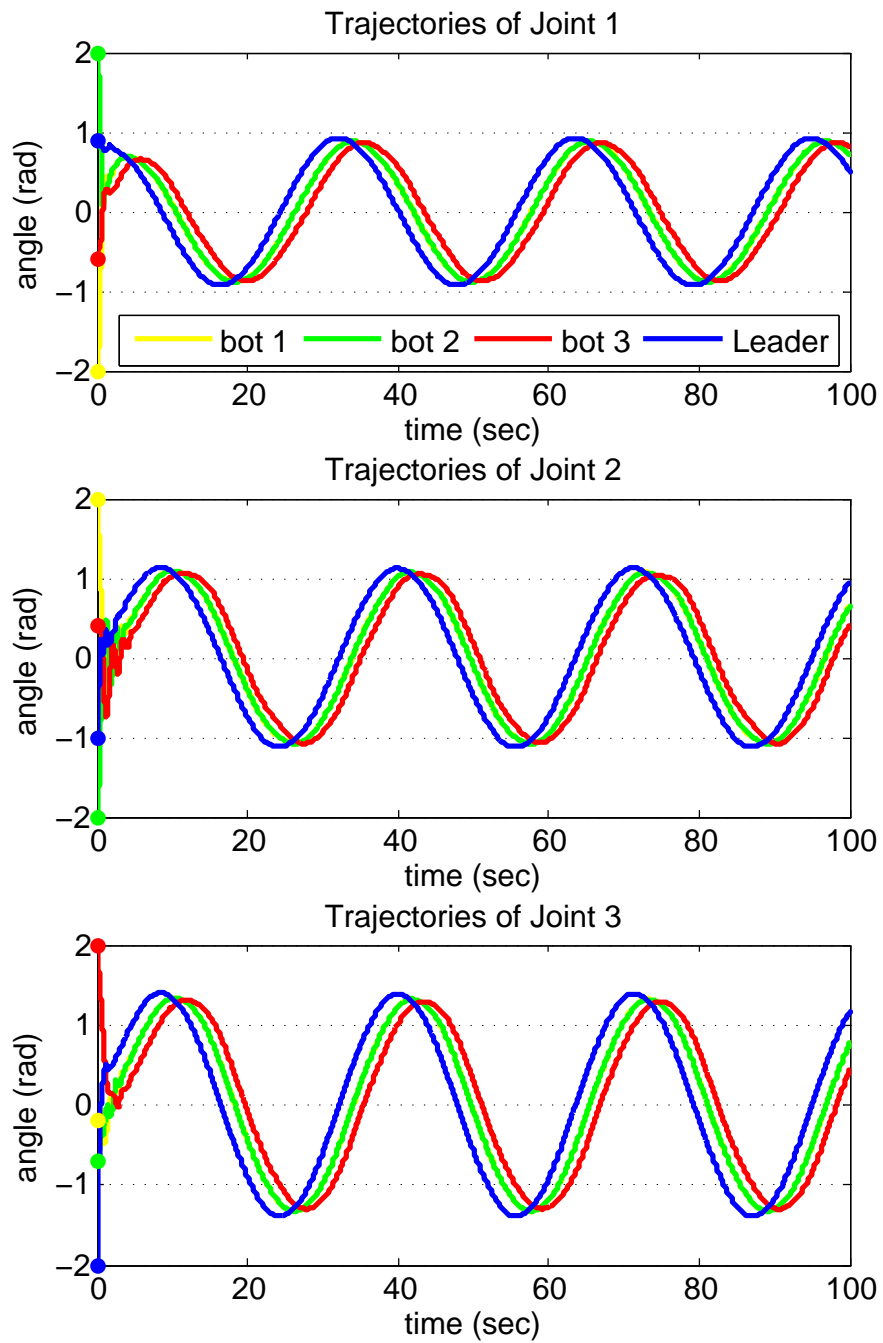 Trajectories of Joint 1
angle (rad)
2
1
0
−1
−2
bot 1 bot 2 bot 3 Leader
0 20 40 60 80 100
time (sec)
Trajectories of Joint 2
angle (rad)
2
1
0
−1
−2
0 20 40 60 80 100
time (sec)
Trajectories of Joint 3
angle (rad)
2
1
0
−1
−2
0 20 40 60 80 100
time (sec)